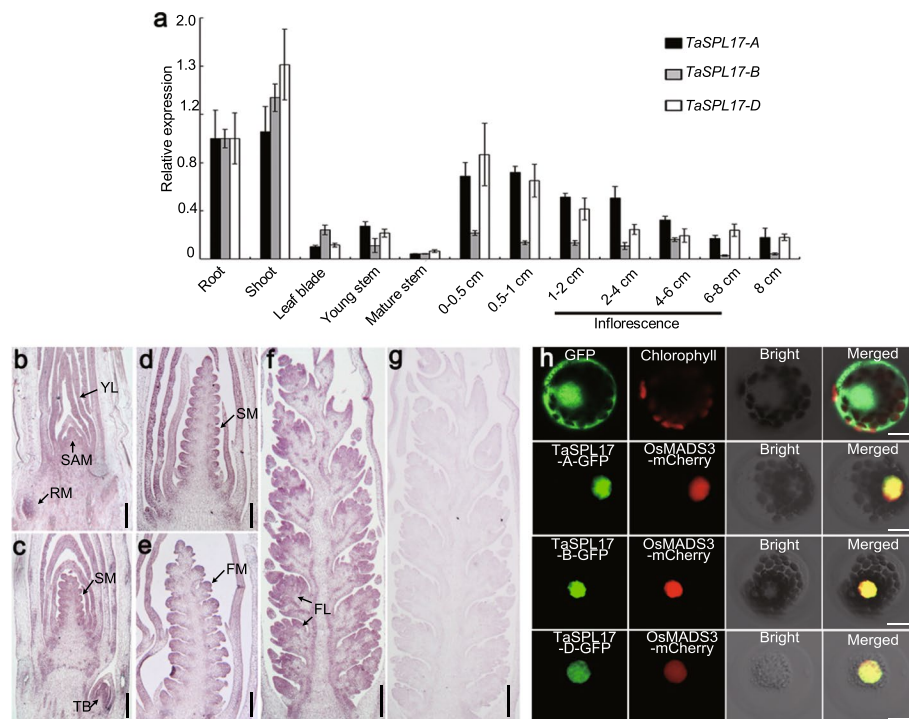 a
Relative expression
2.0
1.3
1.2
0.8
0.4
0
TaSPL17-A
TaSPL17-B
TaSPL17-D
Root
Shoot
Leaf blade
Young stem
Mature stem
0-0.5 cm
0.5-1 cm
1-2 cm
2-4 cm
4-6 cm
6-8 cm
8 cm
Inflorescence
b
YL
SAM
RM
c
SM
TB
d
SM
e
FM
f
FL
g
h
GFP
Chlorophyll
Bright
Merged
TaSPL17
-A-GFP
OsMADS3
-mCherry
Bright
Merged
TaSPL17
-B-GFP
OsMADS3
-mCherry
Bright
Merged
TaSPL17
-D-GFP
OsMADS3
-mCherry
Bright
Merged